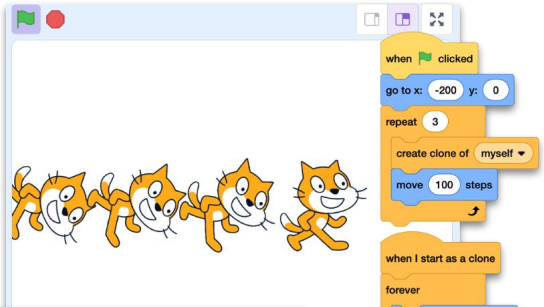 when clicked
go to x: -200 y: 0
repeat 3
create clone of myself
move 100 steps
when I start as a clone
forever